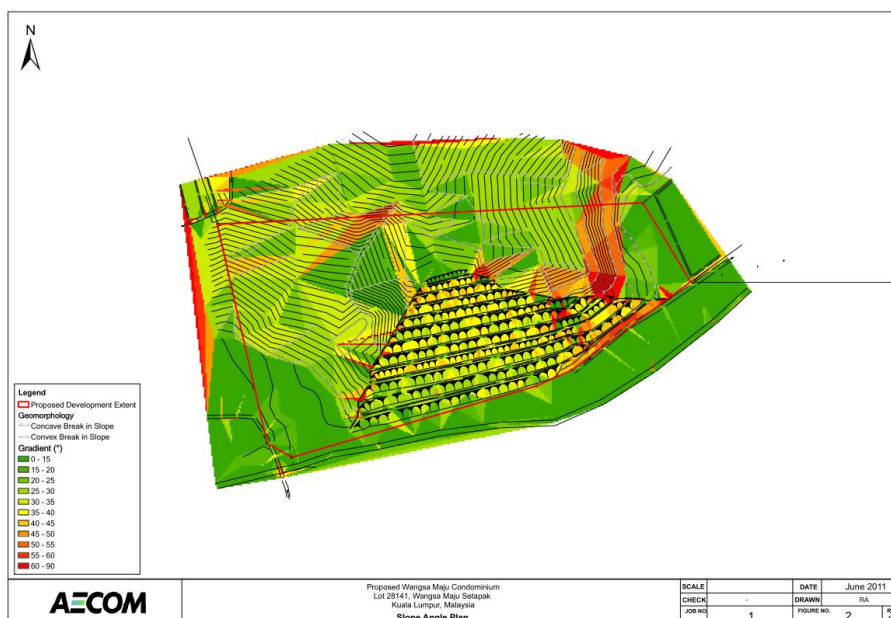 N
Legend
Proposed Development Extent
Geomorphology
Concave Break in Slope
Convex Break in Slope
Gradient (°)
0 - 15
15 - 20
20 - 25
25 - 30
30 - 35
35 - 40
40 - 45
45 - 50
50 - 55
55 - 60
60 - 90
AECOM
Proposed Wangsa Maju Condominium
Lot 28141, Wangsa Maju Setapak
Kuala Lumpur, Malaysia
Slope Angle Plan
SCALE
DATE June 2011
CHECK - DRAWN RA
JOB NO 1 FIGURE NO. 2